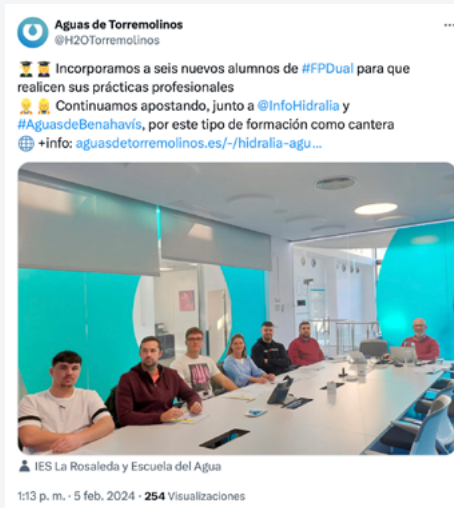 Aguas de Torremolinos
@H2OTorremolinos
Incorporamos a seis nuevos alumnos de #FPDual para que
realicen sus prácticas profesionales
Continuamos apostando, junto a @InfoHidralia y
#AguasdeBenahavís, por este tipo de formación como cantera
+info: aguasdetorremolinos.es/-/hidralia-agu...
IES La Rosaleda y Escuela del Agua
1:13 p. m. · 5 feb. 2024 · 254 Visualizaciones